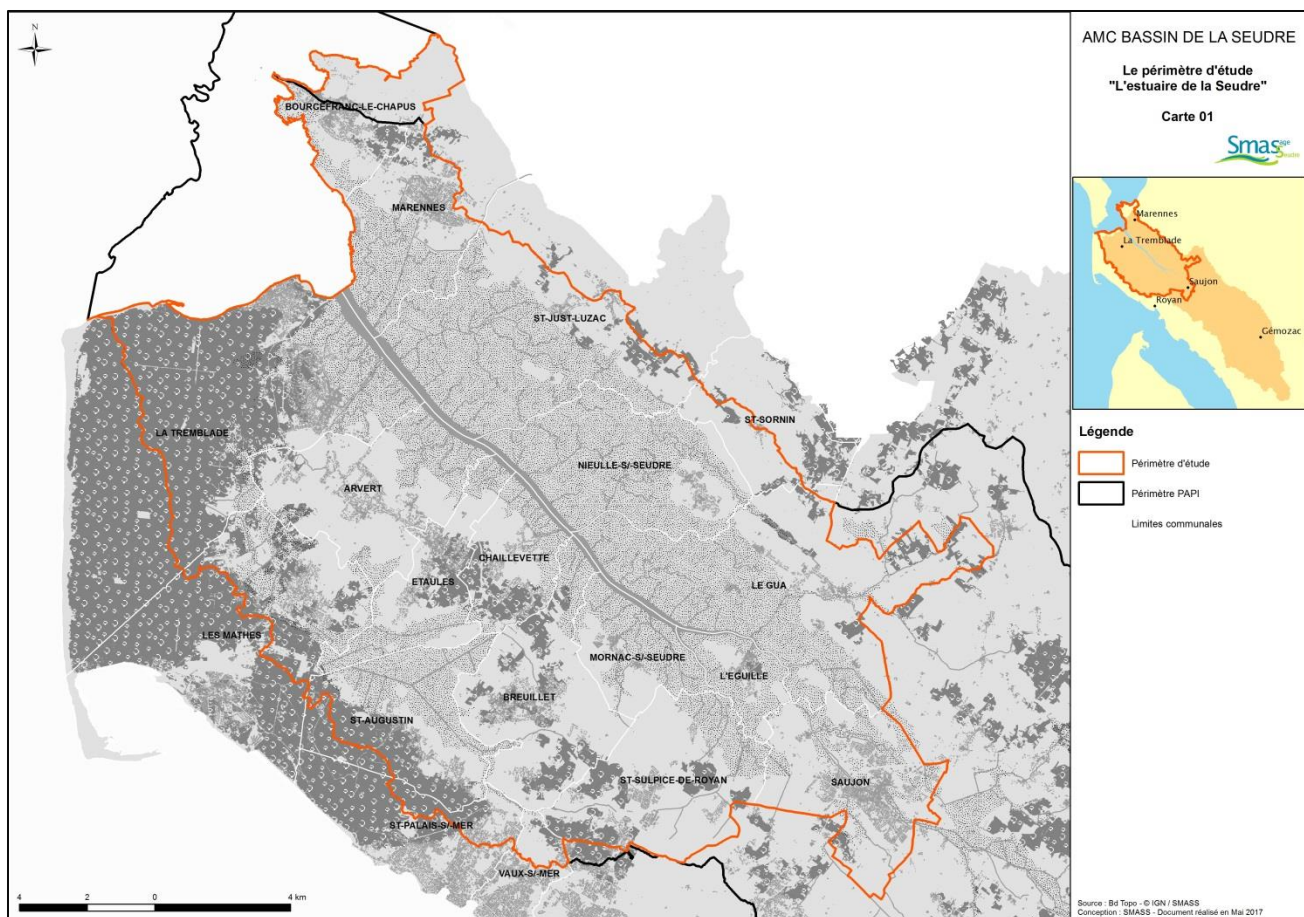 N
BOURCEFRANC-LE-CHAPUS
MARENNES
ST-JUST-LUZAC
ST-SORNIN
LA TREMBLADE
NIEULLE-S/-SEUDRE
ARVERT
CHAILLEVETTE
ETAULES
LE GUA
LES MATHES
MORNAC-S/-SEUDRE
L'EGUILLE
BREUILLET
ST-AUGUSTIN
ST-SULPICE-DE-ROYAN
SAUJON
ST-PALAIS-S/-MER
VAUX-S/-MER
4 2 0 4 km
AMC BASSIN DE LA SEUDRE
Le périmètre d'étude
"L'estuaire de la Seudre"
Carte 01
Smas
sage
Seudre
Marennes
La Tremblade
Saujon
Royan
Gémozac
Légende
Périmètre d'étude
Périmètre PAPI
Limites communales
Source : Bd Topo - © IGN / SMASS
Conception : SMASS - Document réalisé en Mai 2017